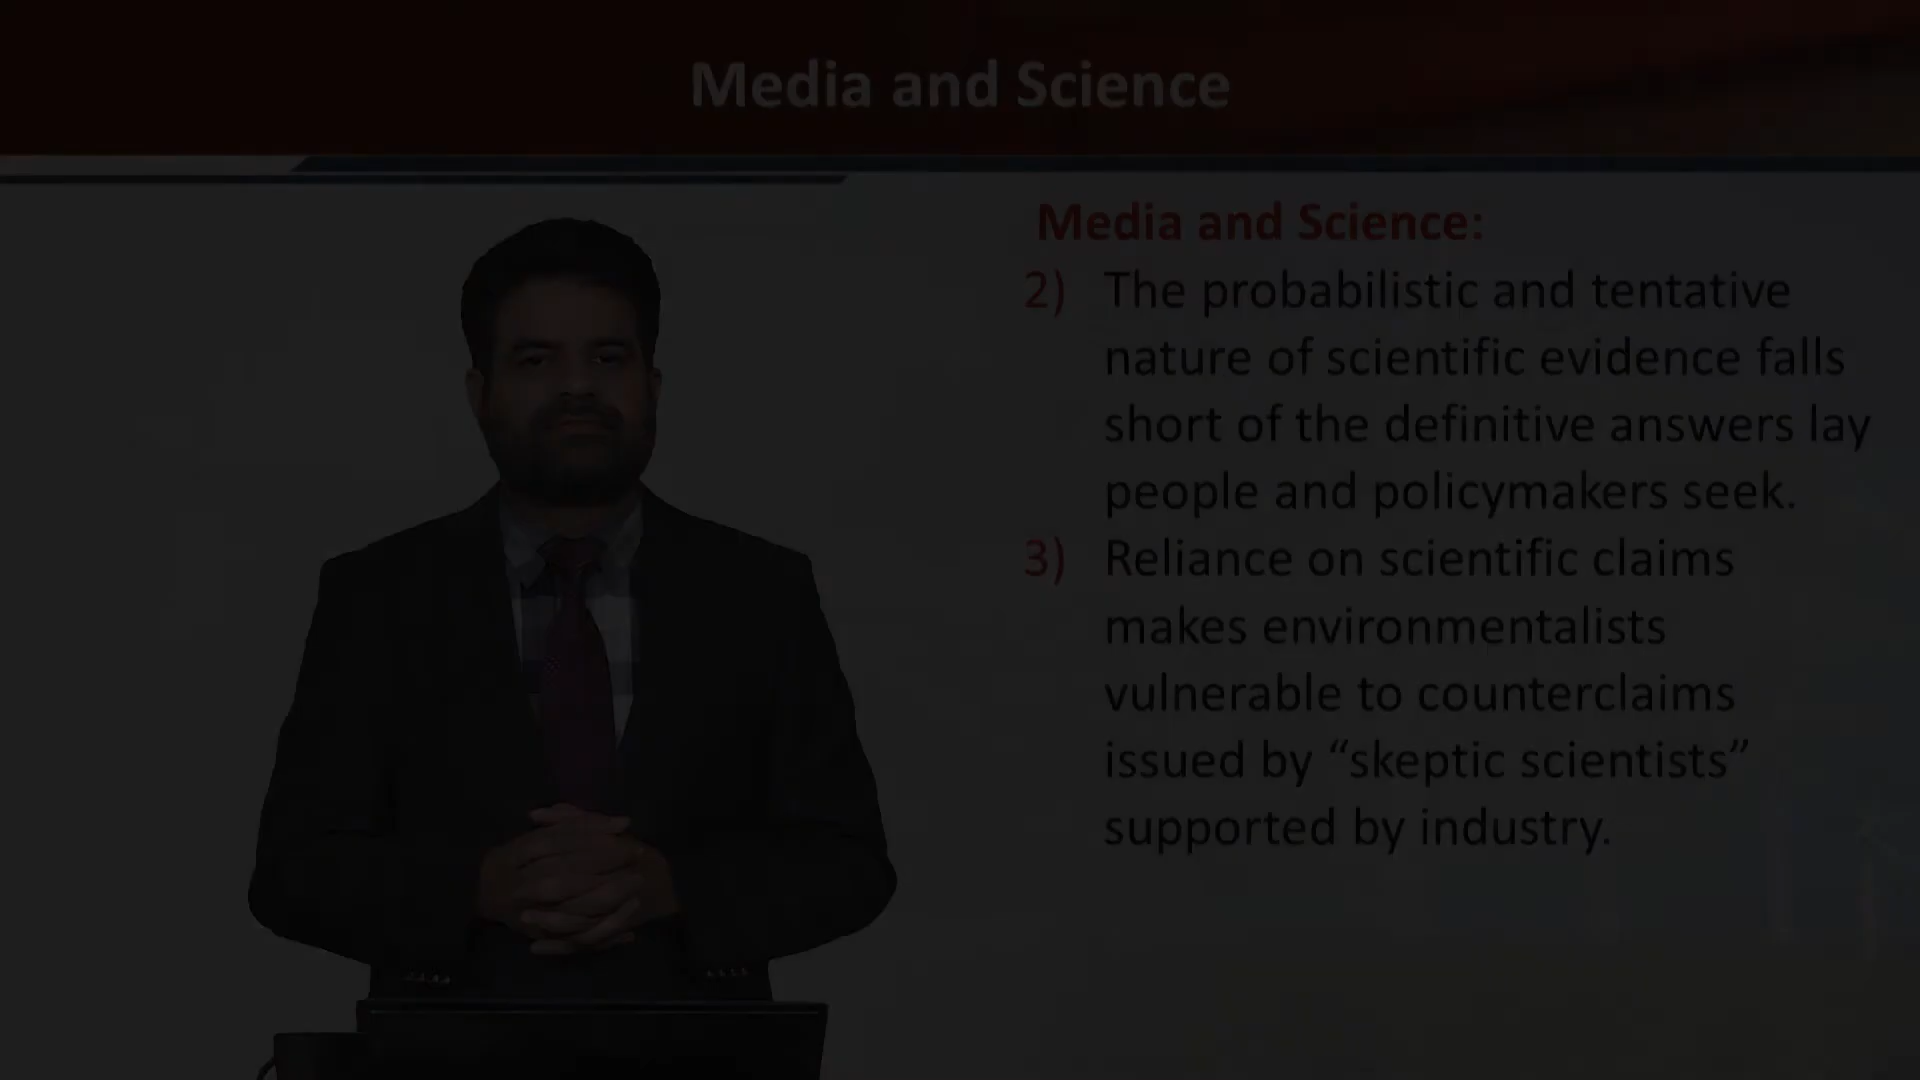 Media and Science
Media and Science:
2) The probabilistic and tentative
nature of scientific evidence falls
short of the definitive answers lay
people and policymakers seek.
3) Reliance on scientific claims
makes environmentalists
vulnerable to counterclaims
issued by “skeptic scientists”
supported by industry.